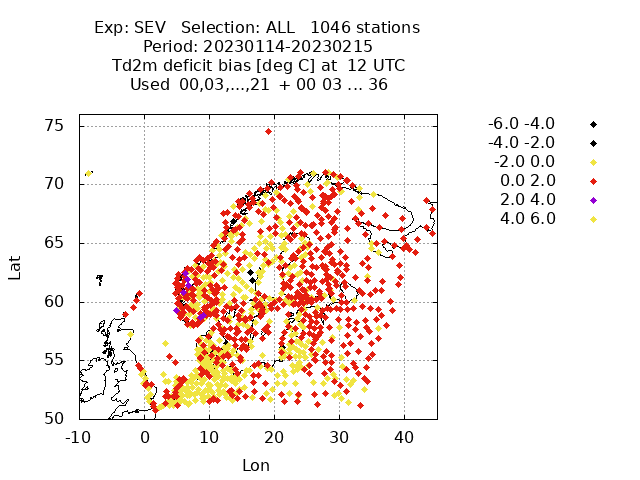 Exp: SEV   Selection: ALL   1046 stations
Period: 20230114-20230215
Td2m deficit bias [deg C] at  12 UTC
Used  00,03,...,21  + 00 03 ... 36
-6.0 -4.0
-4.0 -2.0
-2.0 0.0
0.0 2.0
2.0 4.0
4.0 6.0
75
70
65
60
55
50
Lat
-10 0 10 20 30 40
Lon